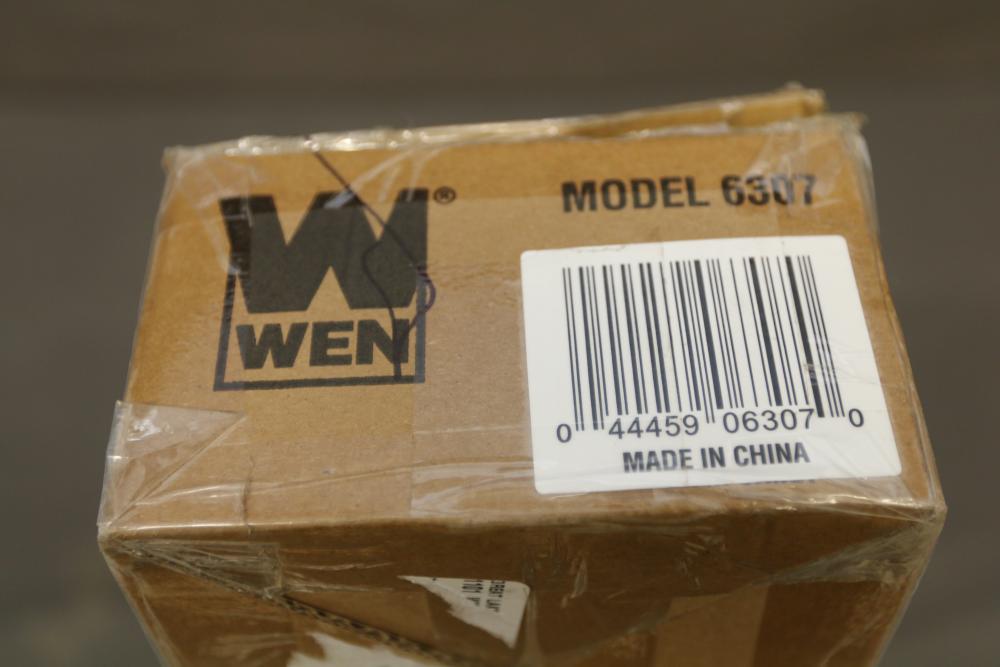 W®
WEN
MODEL 6307
0 44459 06307 0
MADE IN CHINA